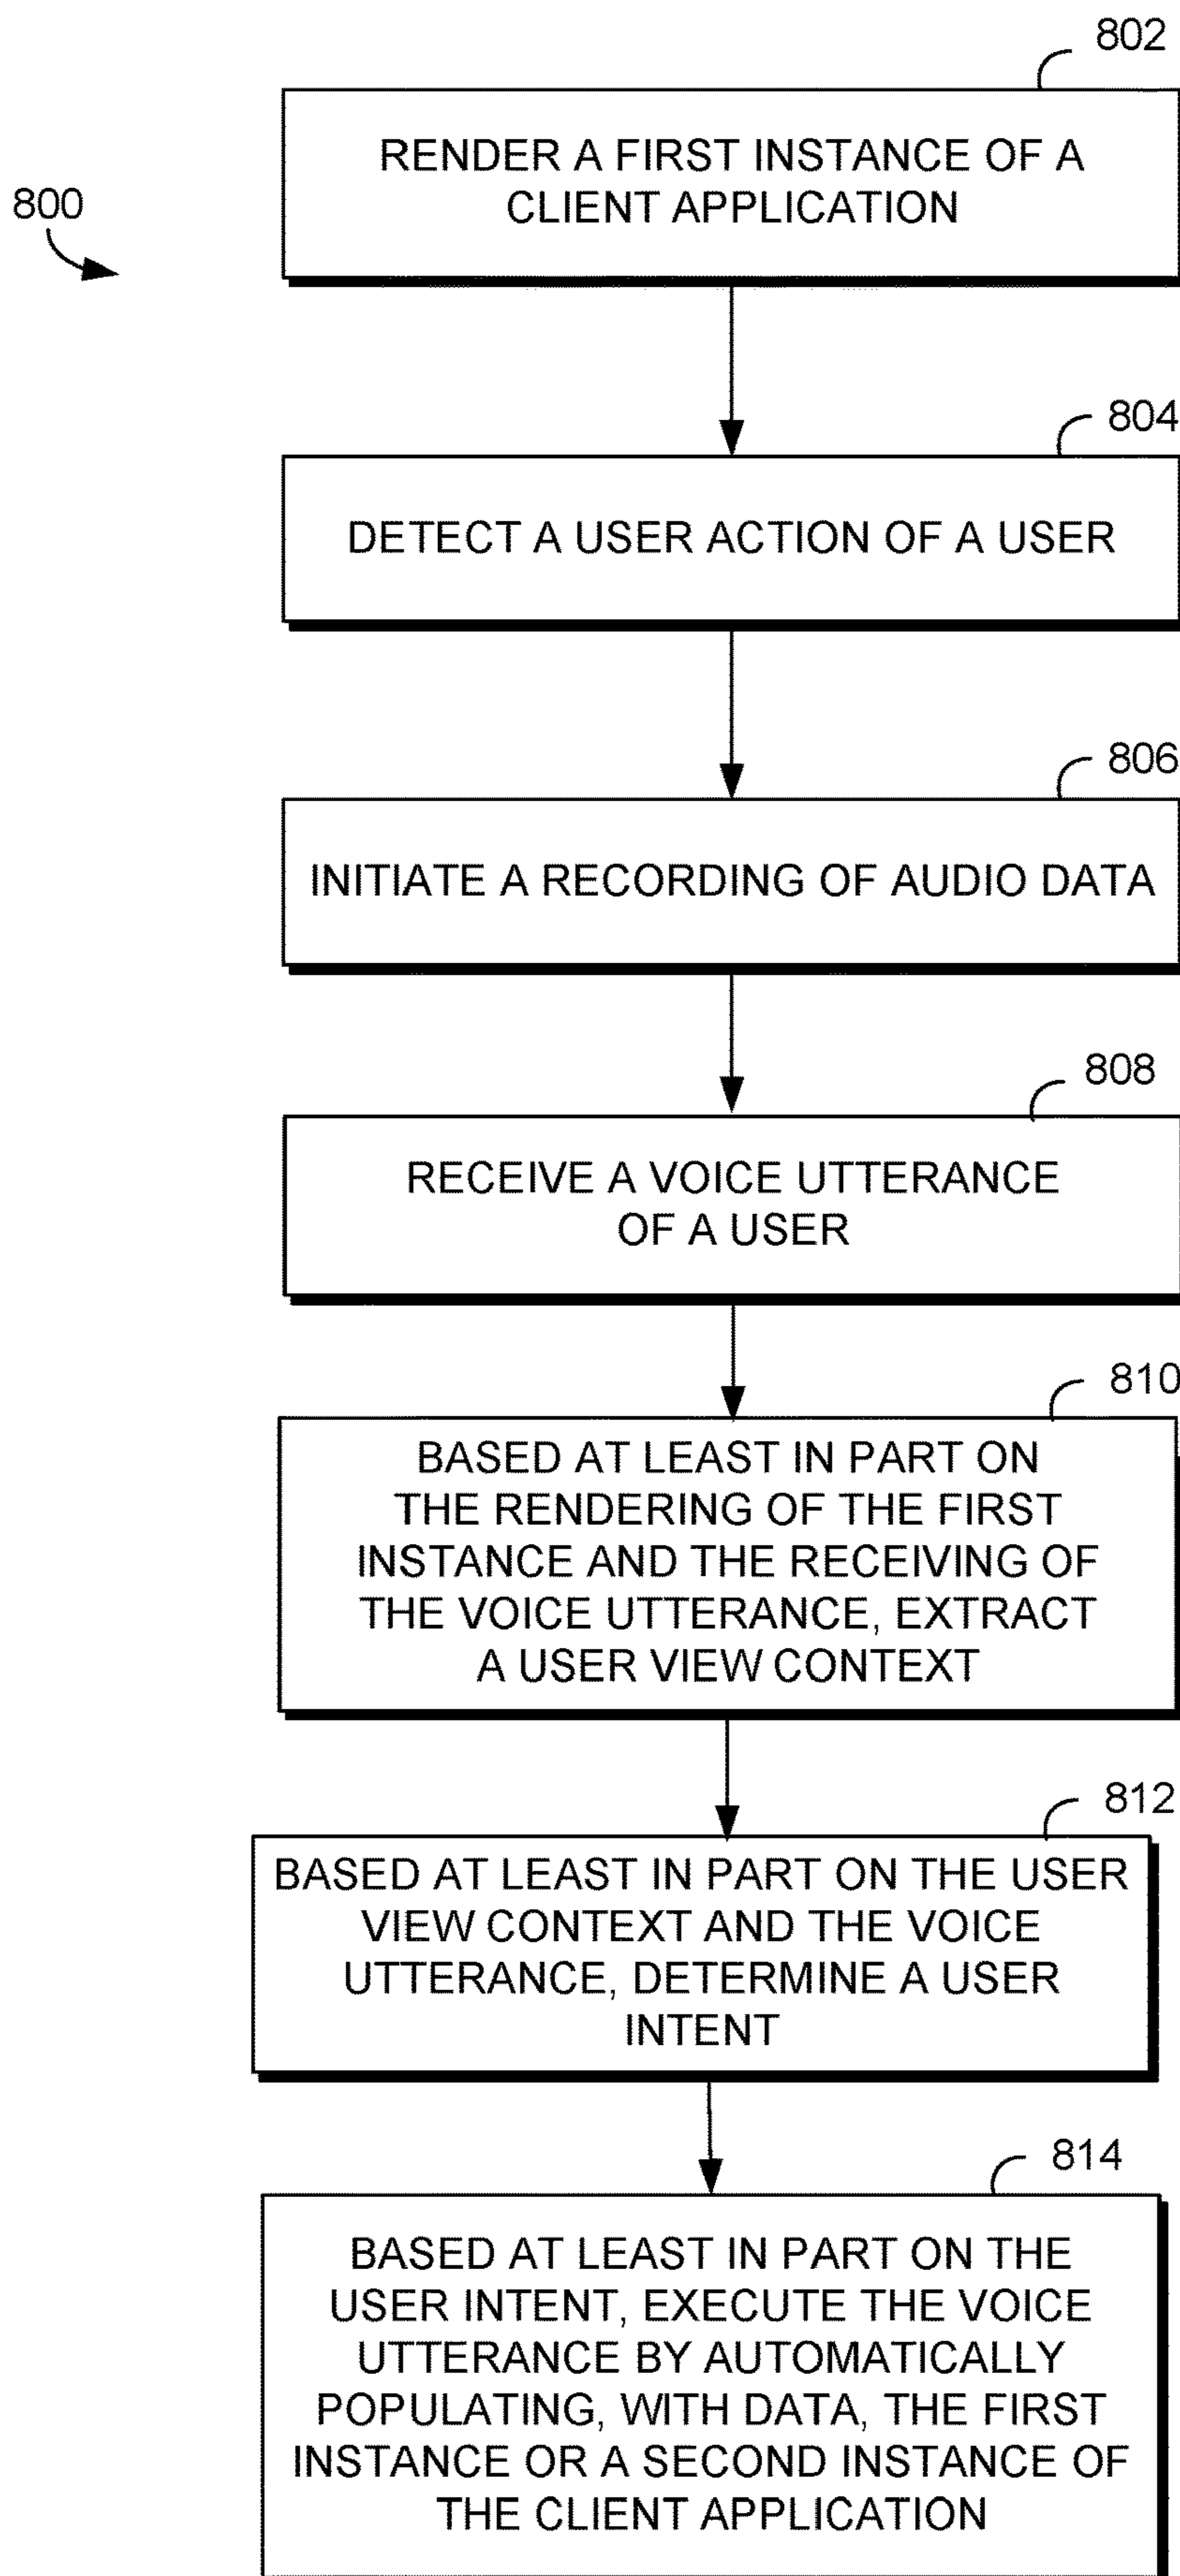 802
RENDER A FIRST INSTANCE OF A
CLIENT APPLICATION
800
804
DETECT A USER ACTION OF A USER
806
INITIATE A RECORDING OF AUDIO DATA
808
RECEIVE A VOICE UTTERANCE
OF A USER
810
BASED AT LEAST IN PART ON
THE RENDERING OF THE FIRST
INSTANCE AND THE RECEIVING OF
THE VOICE UTTERANCE, EXTRACT
A USER VIEW CONTEXT
812
BASED AT LEAST IN PART ON THE USER
VIEW CONTEXT AND THE VOICE
UTTERANCE, DETERMINE A USER
INTENT
814
BASED AT LEAST IN PART ON THE
USER INTENT, EXECUTE THE VOICE
UTTERANCE BY AUTOMATICALLY
POPULATING, WITH DATA, THE FIRST
INSTANCE OR A SECOND INSTANCE OF
THE CLIENT APPLICATION